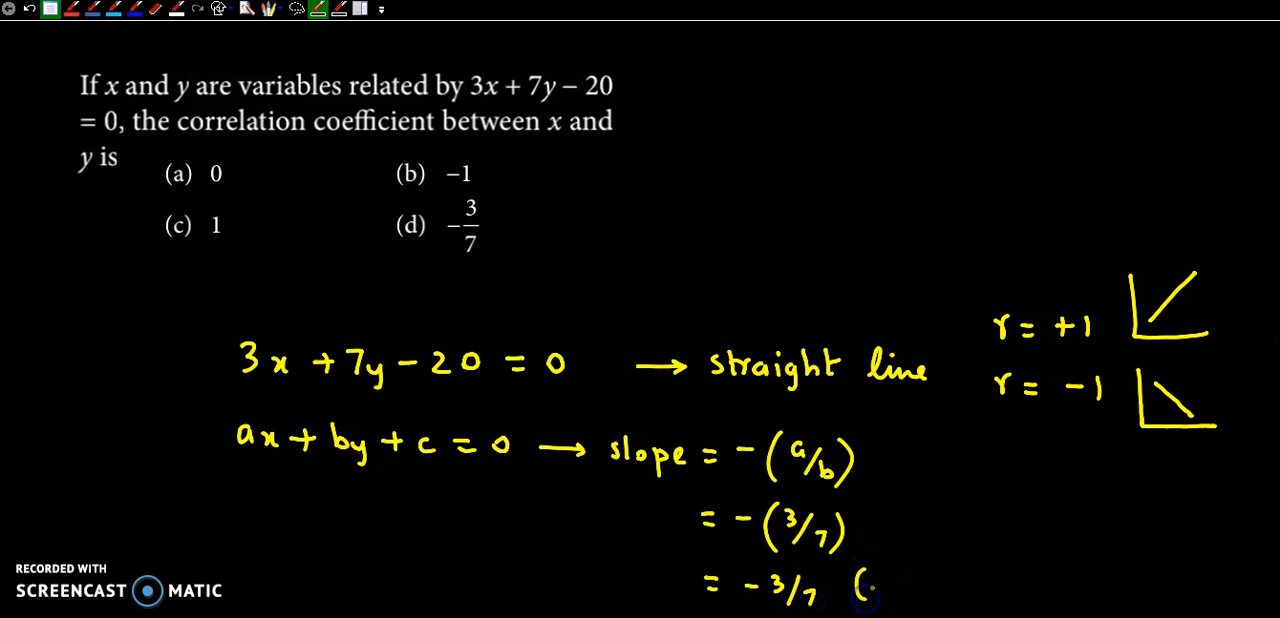 If x and y are variables related by 3x + 7y − 20
= 0, the correlation coefficient between x and
y is
(a) 0 (b) −1
(c) 1 (d) −3/7
3x + 7y − 20 = 0 → straight line
r = +1
r = −1
ax + by + c = 0 → slope = −(a/b)
= −(3/7)
= −3/7 (
RECORDED WITH
SCREENCAST MATIC